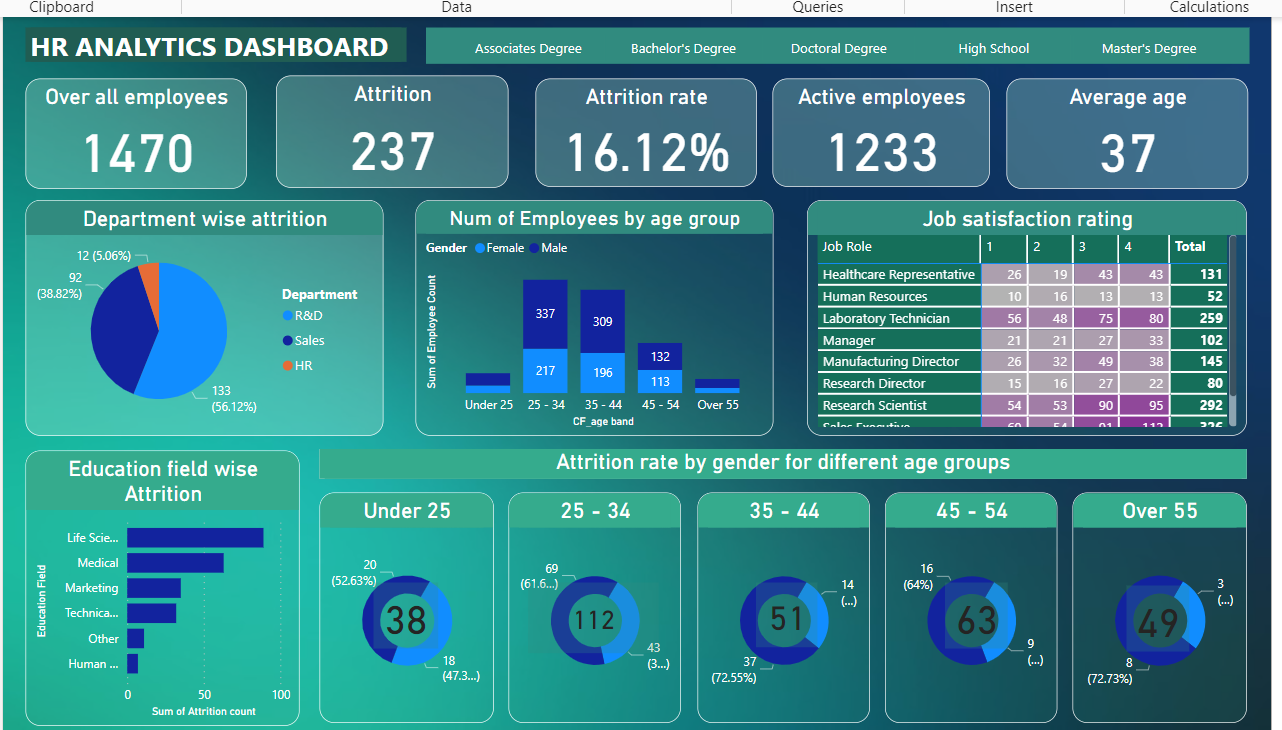 Clipboard Data Queries Insert Calculations
HR ANALYTICS DASHBOARD
Associates Degree Bachelor's Degree Doctoral Degree High School Master's Degree
Over all employees
1470
Attrition
237
Attrition rate
16.12%
Active employees
1233
Average age
37
Department wise attrition
12 (5.06%)
92
(38.82%)
133
(56.12%)
Department
R&D
Sales
HR
Num of Employees by age group
Gender Female Male
Sum of Employee Count
337
309
132
217
196
113
Under 25 25 - 34 35 - 44 45 - 54 Over 55
CF_age band
Job satisfaction rating
Job Role 1 2 3 4 Total
Healthcare Representative 26 19 43 43 131
Human Resources 10 16 13 13 52
Laboratory Technician 56 48 75 80 259
Manager 21 21 27 33 102
Manufacturing Director 26 32 49 38 145
Research Director 15 16 27 22 80
Research Scientist 54 53 90 95 292
Sales Executive 69 54 91 112 326
Education field wise
Attrition
Education Field
Life Scie...
Medical
Marketing
Technica...
Other
Human ...
0 50 100
Sum of Attrition count
Attrition rate by gender for different age groups
Under 25
20
(52.63%)
38
18
(47.3...)
25 - 34
69
(61.6...)
112
43
(3...)
35 - 44
14
(...)
51
37
(72.55%)
45 - 54
16
(64%)
63
9
(...)
Over 55
3
(...)
49
8
(72.73%)